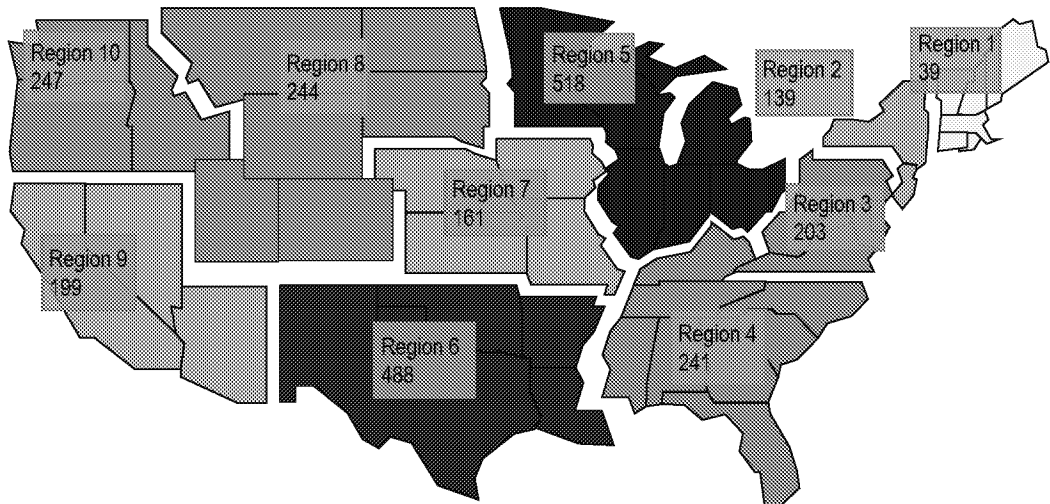 Region 10
247
Region 8
244
Region 5
518
Region 2
139
Region 1
39
Region 7
161
Region 3
203
Region 9
199
Region 6
488
Region 4
241